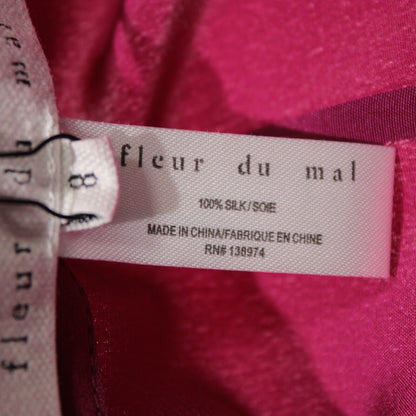 fleur du mal
8
fleur du mal
100% SILK/SOIE
MADE IN CHINA/FABRIQUE EN CHINE
RN# 138974